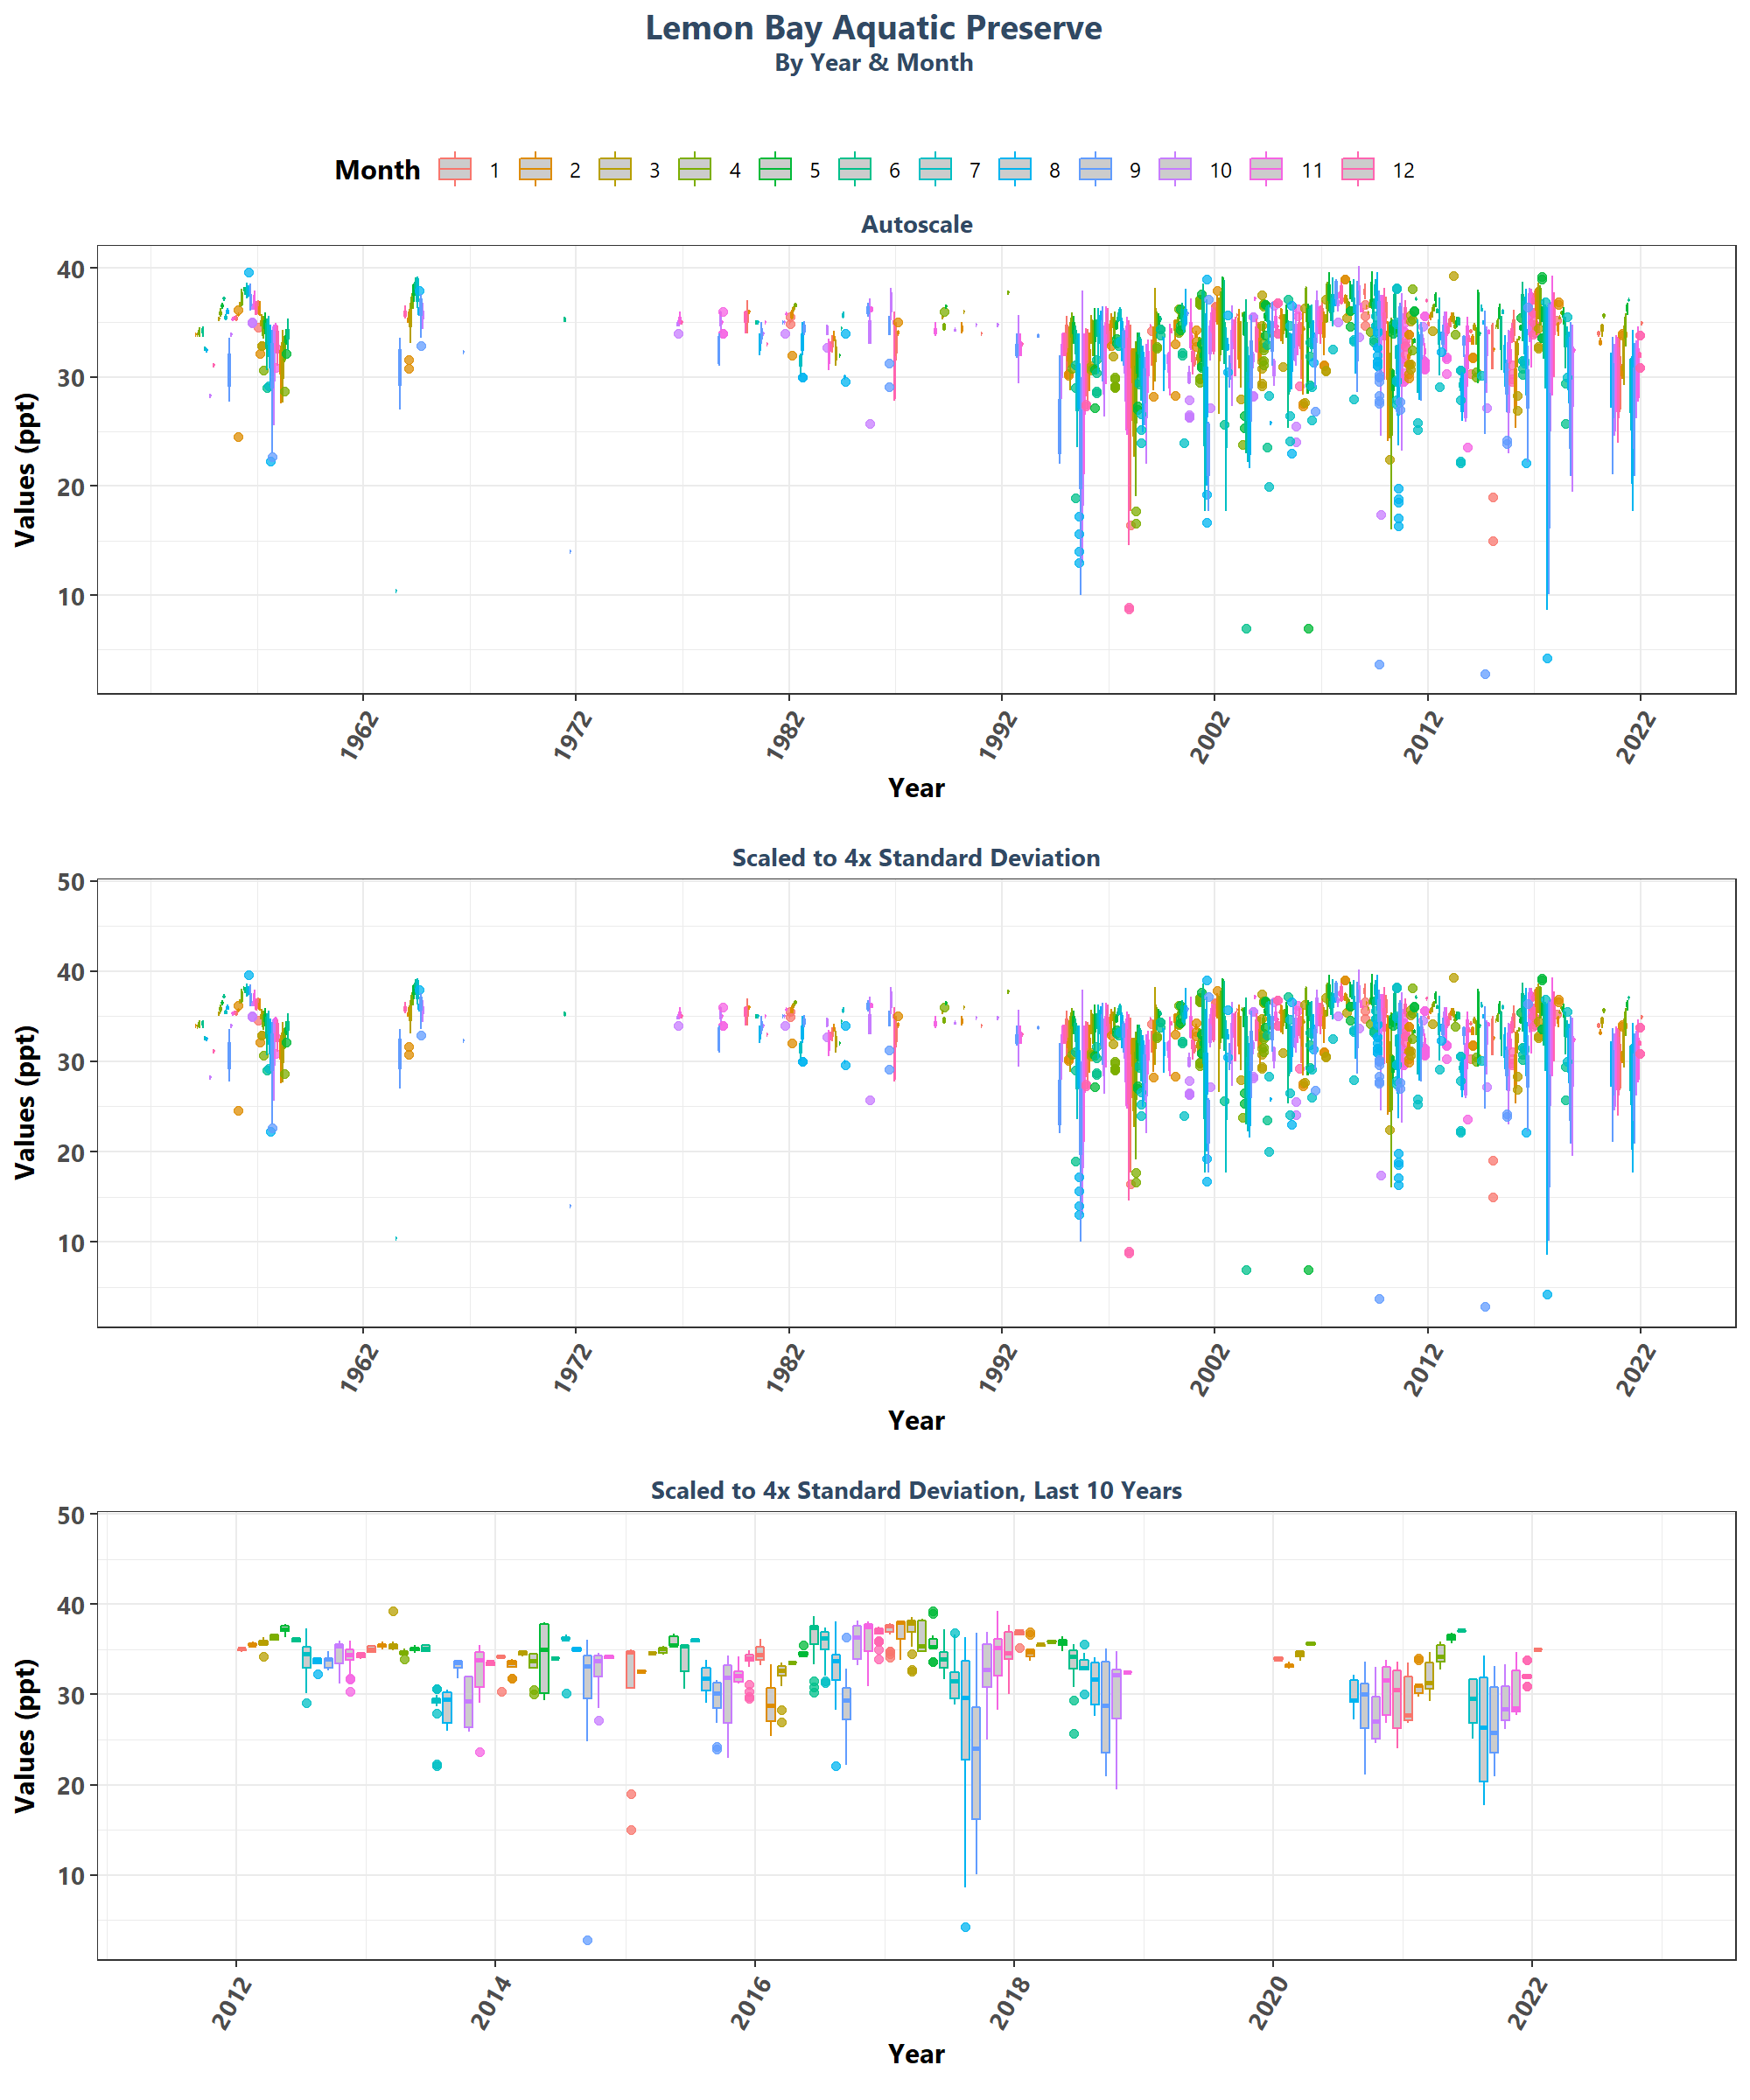 Lemon Bay Aquatic Preserve
By Year & Month
Month 1 2 3 4 5 6 7 8 9 10 11 12
Autoscale
40
30
20
10
Values (ppt)
1962 1972 1982 1992 2002 2012 2022
Year
Scaled to 4x Standard Deviation
50
40
30
20
10
Values (ppt)
1962 1972 1982 1992 2002 2012 2022
Year
Scaled to 4x Standard Deviation, Last 10 Years
50
40
30
20
10
Values (ppt)
2012 2014 2016 2018 2020 2022
Year